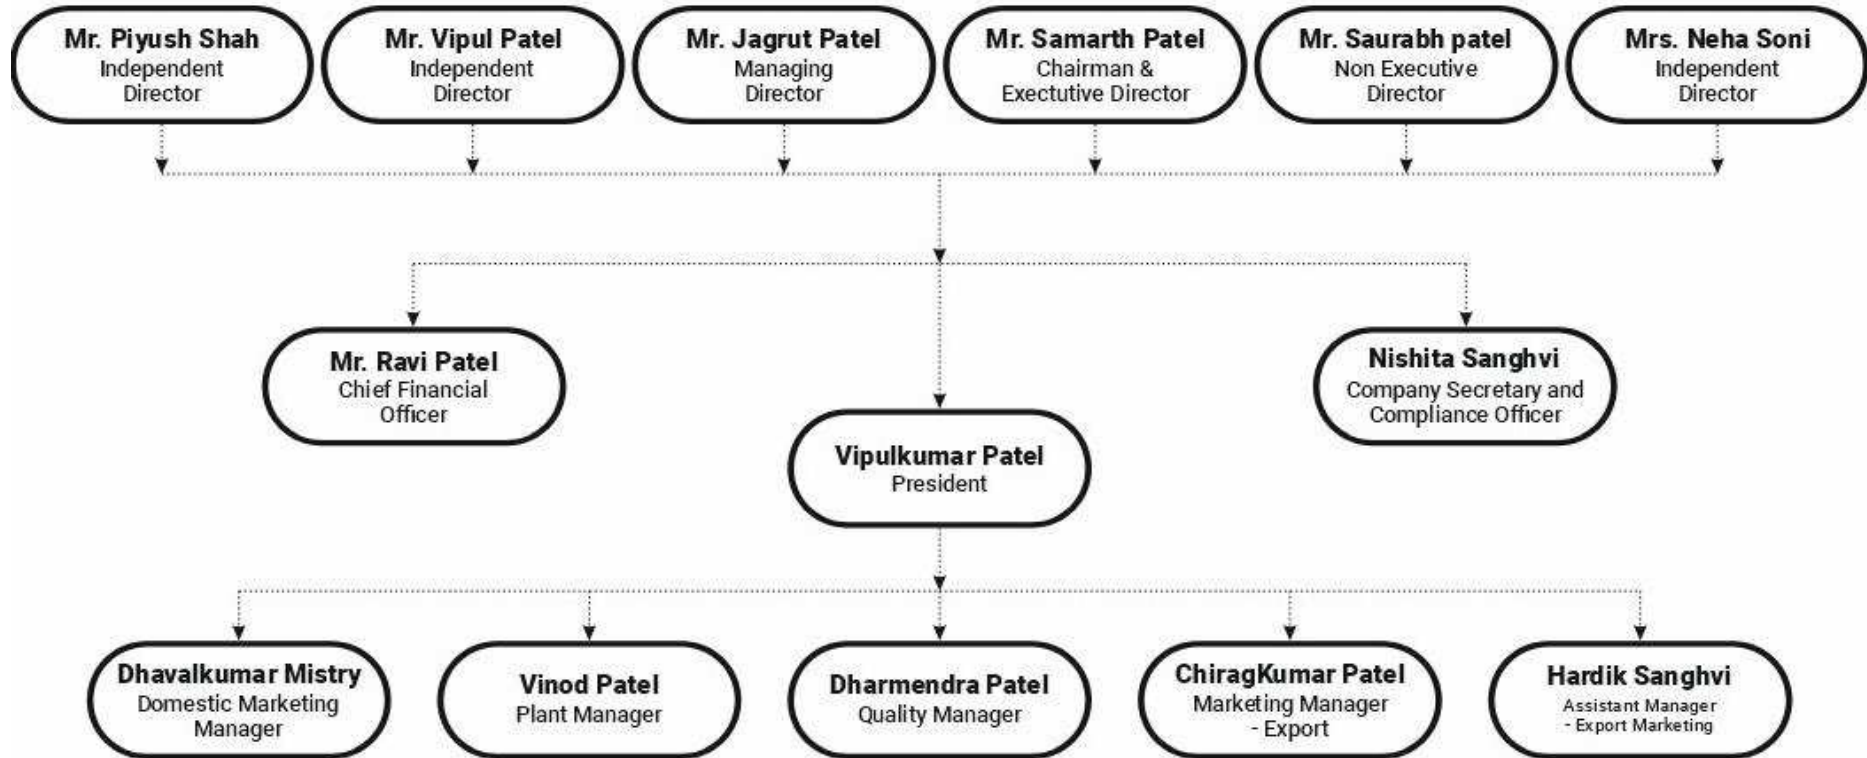 Mr. Piyush Shah
Independent
Director
Mr. Vipul Patel
Independent
Director
Mr. Jagrut Patel
Managing
Director
Mr. Samarth Patel
Chairman &
Exectutive Director
Mr. Saurabh patel
Non Executive
Director
Mrs. Neha Soni
Independent
Director
Mr. Ravi Patel
Chief Financial
Officer
Nishita Sanghvi
Company Secretary and
Compliance Officer
Vipulkumar Patel
President
Dhavalkumar Mistry
Domestic Marketing
Manager
Vinod Patel
Plant Manager
Dharmendra Patel
Quality Manager
ChiragKumar Patel
Marketing Manager
- Export
Hardik Sanghvi
Assistant Manager
- Export Marketing